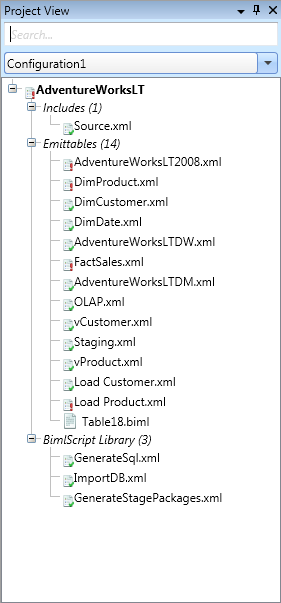 Project View
Search...
Configuration1
AdventureWorksLT
Includes (1)
Source.xml
Emittables (14)
AdventureWorksLT2008.xml
DimProduct.xml
DimCustomer.xml
DimDate.xml
AdventureWorksLTDW.xml
FactSales.xml
AdventureWorksLTDM.xml
OLAP.xml
vCustomer.xml
Staging.xml
vProduct.xml
Load Customer.xml
Load Product.xml
Table18.biml
BimlScript Library (3)
GenerateSql.xml
ImportDB.xml
GenerateStagePackages.xml